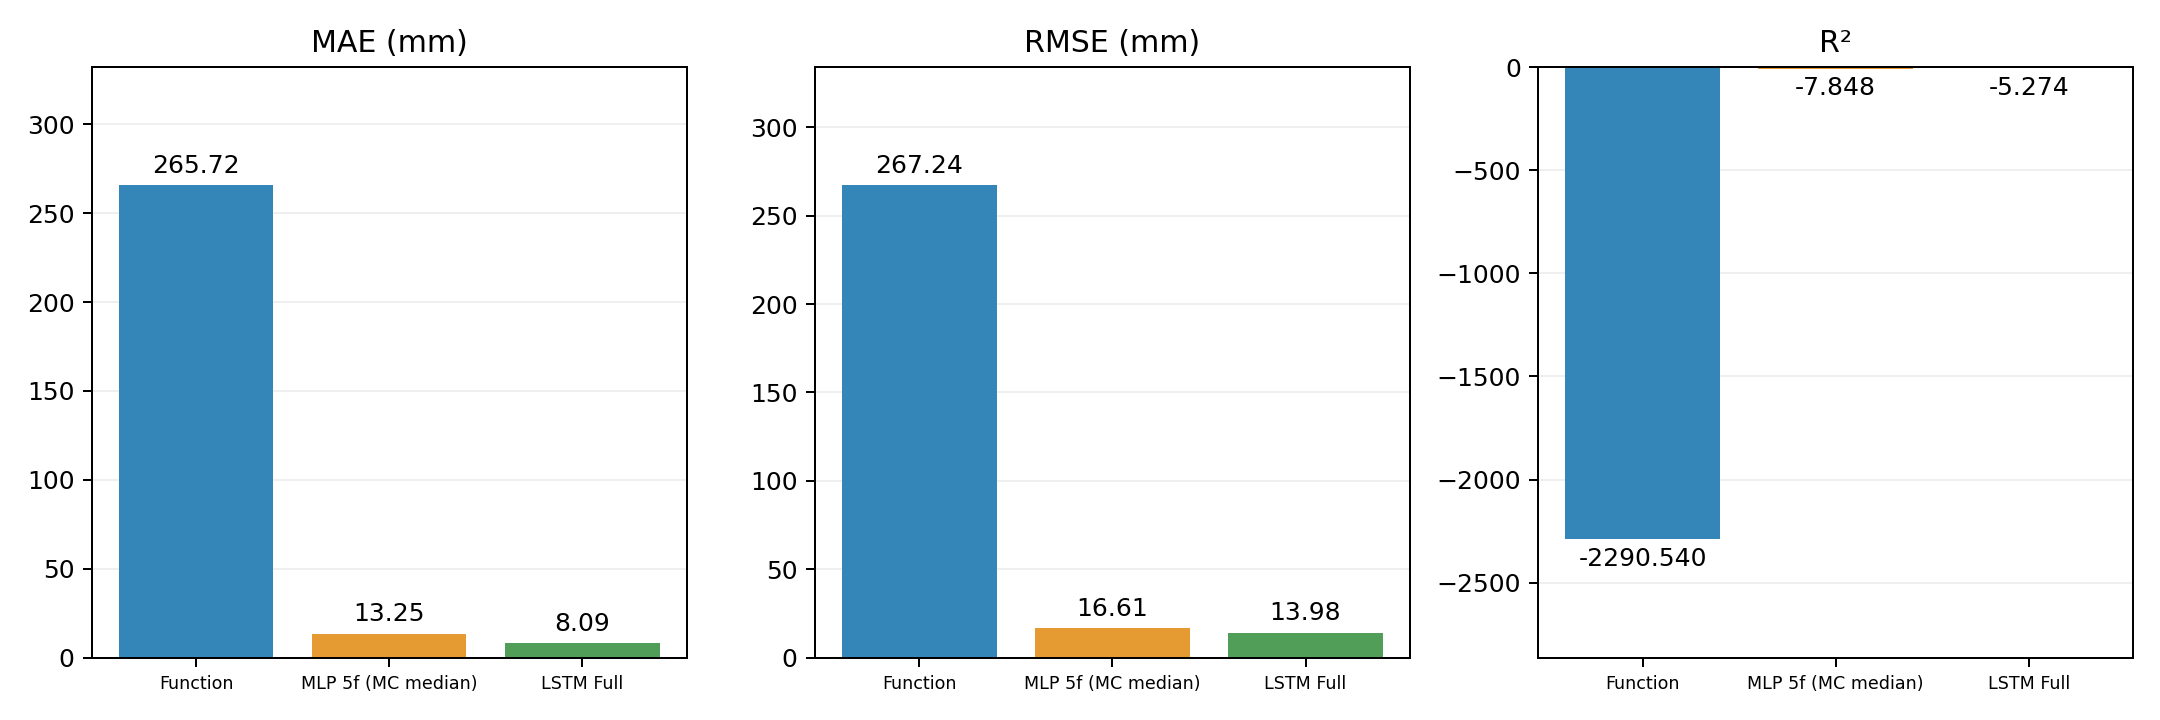 MAE (mm)
300
250
200
150
100
50
0
265.72
13.25
8.09
Function
MLP 5f (MC median)
LSTM Full
RMSE (mm)
300
250
200
150
100
50
0
267.24
16.61
13.98
Function
MLP 5f (MC median)
LSTM Full
R²
0
−500
−1000
−1500
−2000
−2500
-7.848
-5.274
-2290.540
Function
MLP 5f (MC median)
LSTM Full